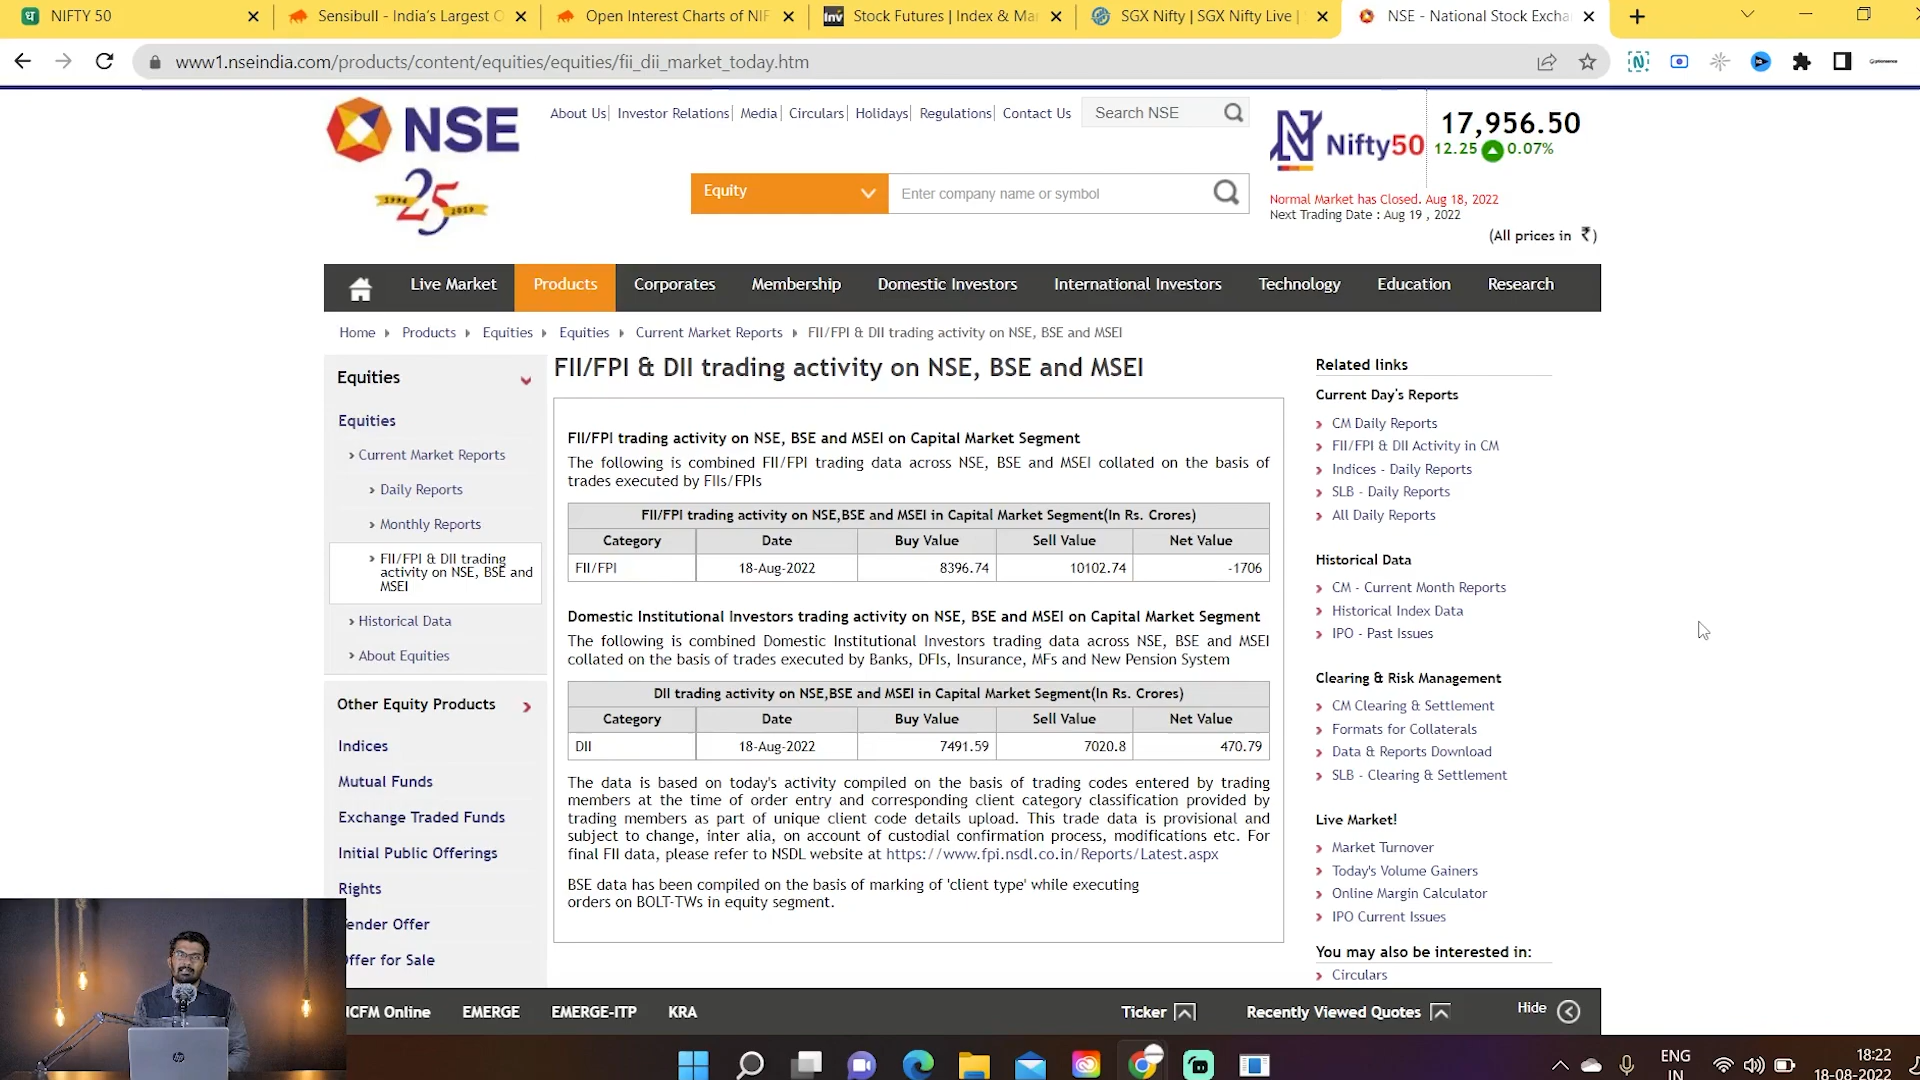 NIFTY 50
Sensibull - India's Largest O
Open Interest Charts of NIF
Stock Futures | Index & Mar
SGX Nifty | SGX Nifty Live |
NSE - National Stock Excha
www1.nseindia.com/products/content/equities/equities/fii_dii_market_today.htm
NSE
25
1994 2020
About Us | Investor Relations | Media | Circulars | Holidays | Regulations | Contact Us
Search NSE
Equity
Enter company name or symbol
Nifty50
17,956.50
12.25 0.07%
Normal Market has Closed. Aug 18, 2022
Next Trading Date : Aug 19 , 2022
(All prices in ₹)
Live Market Products Corporates Membership Domestic Investors International Investors Technology Education Research
Home Products Equities Equities Current Market Reports FII/FPI & DII trading activity on NSE, BSE and MSEI
Equities
Equities
Current Market Reports
Daily Reports
Monthly Reports
FII/FPI & DII trading
activity on NSE, BSE and
MSEI
Historical Data
About Equities
Other Equity Products
Indices
Mutual Funds
Exchange Traded Funds
Initial Public Offerings
Rights
ender Offer
ffer for Sale
FII/FPI & DII trading activity on NSE, BSE and MSEI
FII/FPI trading activity on NSE, BSE and MSEI on Capital Market Segment
The following is combined FII/FPI trading data across NSE, BSE and MSEI collated on the basis of
trades executed by FIIs/FPIs
FII/FPI trading activity on NSE,BSE and MSEI in Capital Market Segment(In Rs. Crores)
Category Date Buy Value Sell Value Net Value
FII/FPI 18-Aug-2022 8396.74 10102.74 -1706
Domestic Institutional Investors trading activity on NSE, BSE and MSEI on Capital Market Segment
The following is combined Domestic Institutional Investors trading data across NSE, BSE and MSEI
collated on the basis of trades executed by Banks, DFIs, Insurance, MFs and New Pension System
DII trading activity on NSE,BSE and MSEI in Capital Market Segment(In Rs. Crores)
Category Date Buy Value Sell Value Net Value
DII 18-Aug-2022 7491.59 7020.8 470.79
The data is based on today's activity compiled on the basis of trading codes entered by trading
members at the time of order entry and corresponding client category classification provided by
trading members as part of unique client code details upload. This trade data is provisional and
subject to change, inter alia, on account of custodial confirmation process, modifications etc. For
final FII data, please refer to NSDL website at https://www.fpi.nsdl.co.in/Reports/Latest.aspx
BSE data has been compiled on the basis of marking of 'client type' while executing
orders on BOLT-TWs in equity segment.
Related links
Current Day's Reports
CM Daily Reports
FII/FPI & DII Activity in CM
Indices - Daily Reports
SLB - Daily Reports
All Daily Reports
Historical Data
CM - Current Month Reports
Historical Index Data
IPO - Past Issues
Clearing & Risk Management
CM Clearing & Settlement
Formats for Collaterals
Data & Reports Download
SLB - Clearing & Settlement
Live Market!
Market Turnover
Today's Volume Gainers
Online Margin Calculator
IPO Current Issues
You may also be interested in:
Circulars
CFM Online EMERGE EMERGE-ITP KRA
Ticker Recently Viewed Quotes Hide
ENG
IN
18:22
18-08-2022